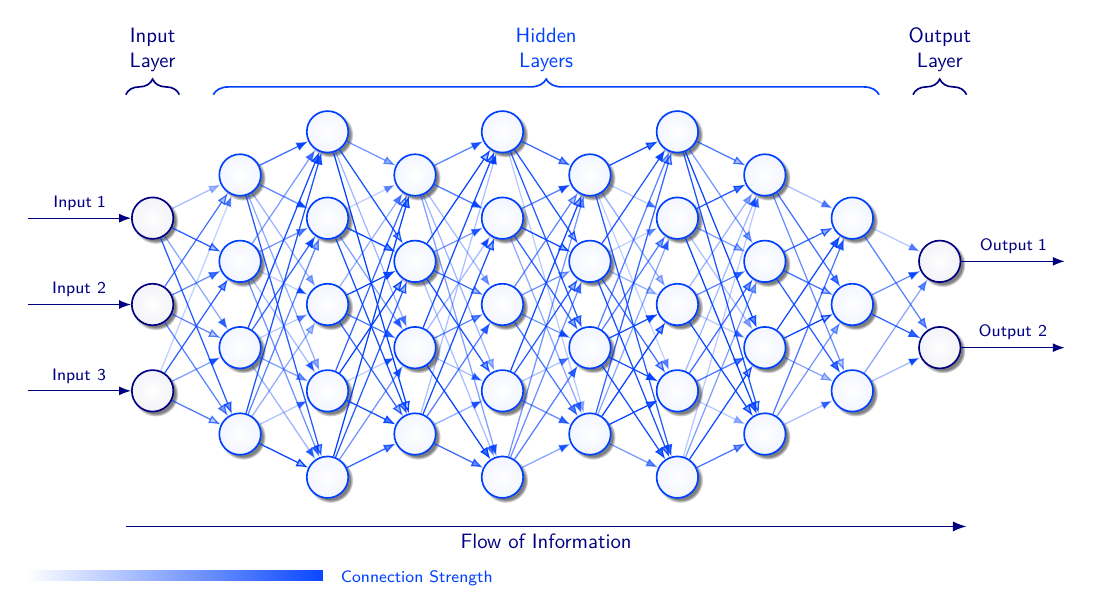 Input
Layer
Hidden
Layers
Output
Layer
Input 1
Input 2
Input 3
Output 1
Output 2
Flow of Information
Connection Strength